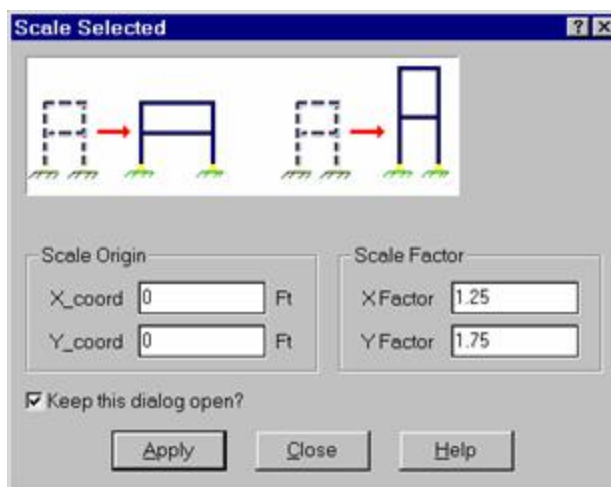 Scale Selected
Scale Origin
X_coord 0 Ft
Y_coord 0 Ft
Scale Factor
X Factor 1.25
Y Factor 1.75
Keep this dialog open?
Apply Close Help